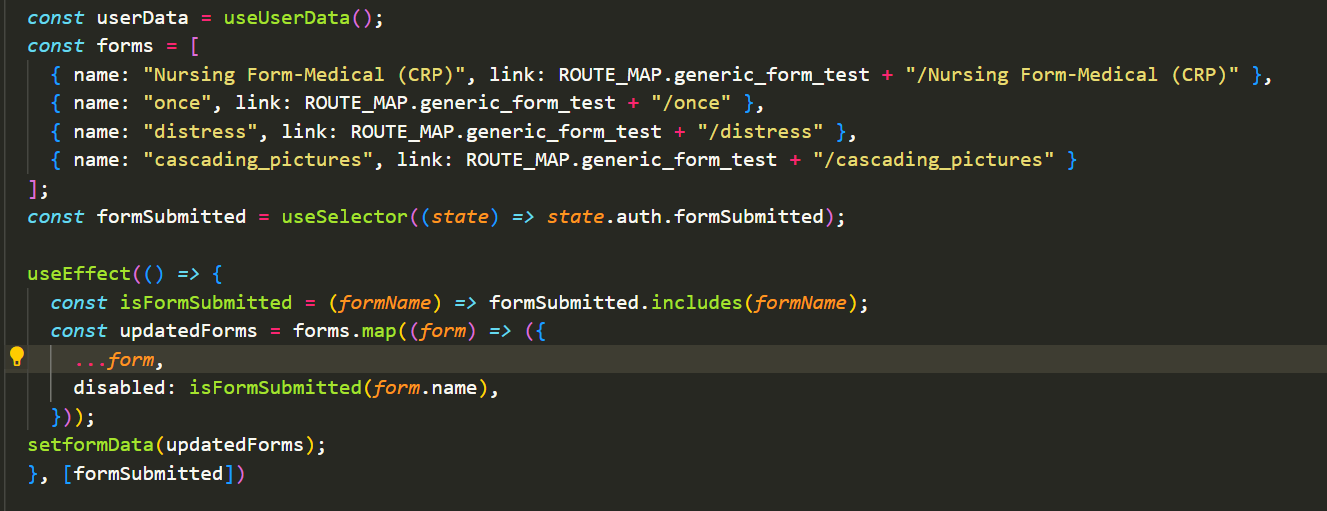 const userData = useUserData();
const forms = [
  { name: "Nursing Form-Medical (CRP)", link: ROUTE_MAP.generic_form_test + "/Nursing Form-Medical (CRP)" },
  { name: "once", link: ROUTE_MAP.generic_form_test + "/once" },
  { name: "distress", link: ROUTE_MAP.generic_form_test + "/distress" },
  { name: "cascading_pictures", link: ROUTE_MAP.generic_form_test + "/cascading_pictures" }
];
const formSubmitted = useSelector((state) => state.auth.formSubmitted);

useEffect(() => {
  const isFormSubmitted = (formName) => formSubmitted.includes(formName);
  const updatedForms = forms.map((form) => ({
    ...form,
    disabled: isFormSubmitted(form.name),
  }));
setformData(updatedForms);
}, [formSubmitted])